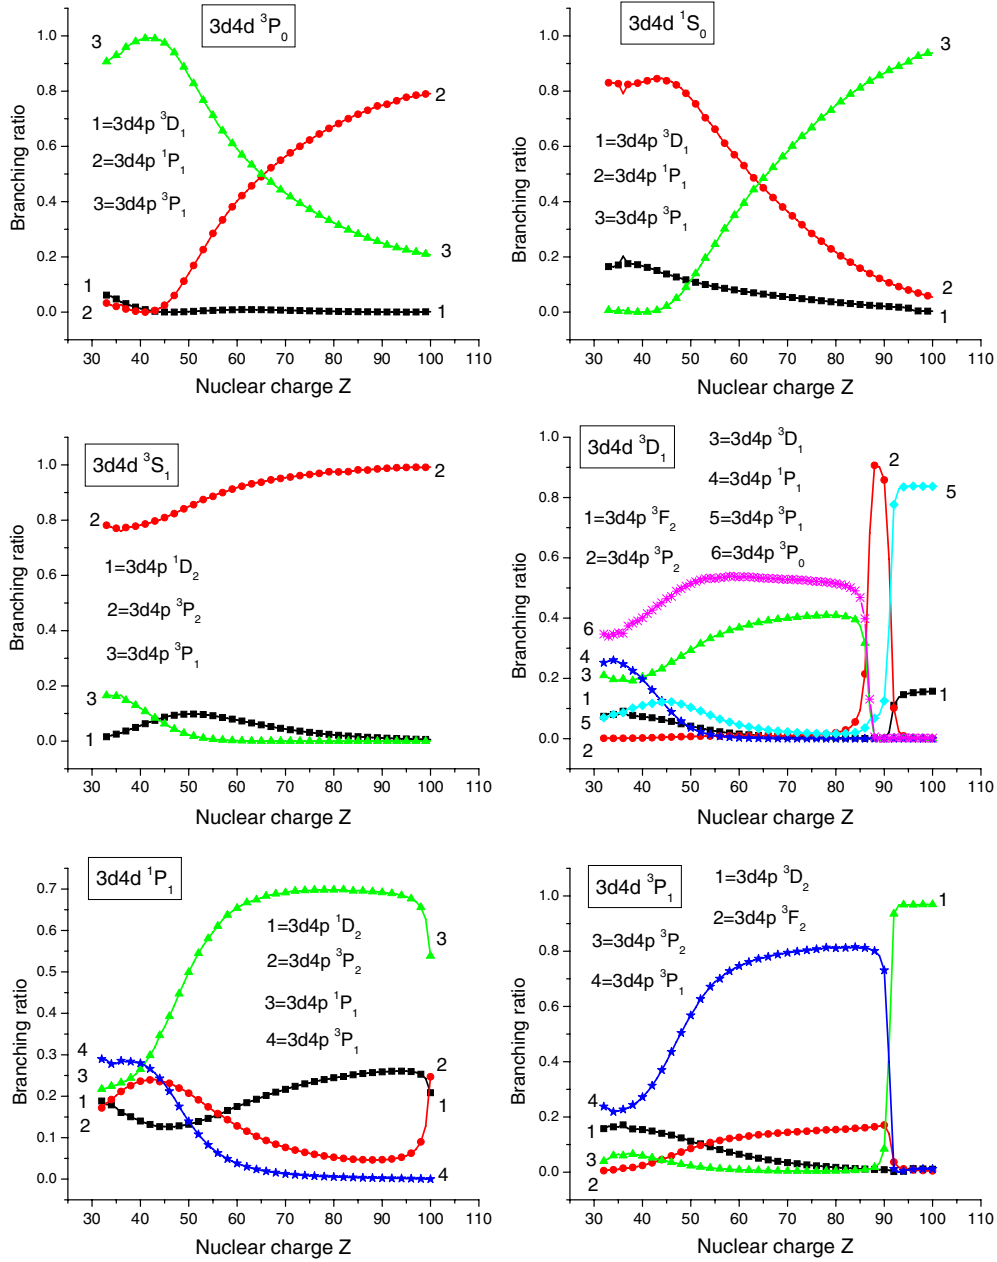 3d4d ³P₀
1.0
0.8
0.6
0.4
0.2
0.0
Branching ratio
1=3d4p ³D₁
2=3d4p ¹P₁
3=3d4p ³P₁
3
2
3
1
1
2
30 40 50 60 70 80 90 100 110
Nuclear charge Z
3d4d ¹S₀
1.0
0.8
0.6
0.4
0.2
0.0
Branching ratio
1=3d4p ³D₁
2=3d4p ¹P₁
3=3d4p ³P₁
3
2
1
30 40 50 60 70 80 90 100 110
Nuclear charge Z
3d4d ³S₁
1.0
0.8
0.6
0.4
0.2
0.0
Branching ratio
1=3d4p ¹D₂
2=3d4p ³P₂
3=3d4p ³P₁
2
2
3
1
30 40 50 60 70 80 90 100 110
Nuclear charge Z
3d4d ³D₁
1.0
0.8
0.6
0.4
0.2
0.0
Branching ratio
3=3d4p ³D₁
4=3d4p ¹P₁
1=3d4p ³F₂
5=3d4p ³P₁
2=3d4p ³P₂
6=3d4p ³P₀
2
5
1
6
4
3
1
5
2
30 40 50 60 70 80 90 100 110
Nuclear charge Z
3d4d ¹P₁
0.7
0.6
0.5
0.4
0.3
0.2
0.1
0.0
Branching ratio
1=3d4p ¹D₂
2=3d4p ³P₂
3=3d4p ¹P₁
4=3d4p ³P₁
3
2
1
4
4
3
1
2
30 40 50 60 70 80 90 100 110
Nuclear charge Z
3d4d ³P₁
1.0
0.8
0.6
0.4
0.2
0.0
Branching ratio
1=3d4p ³D₂
2=3d4p ³F₂
3=3d4p ³P₂
4=3d4p ³P₁
1
4
1
3
2
30 40 50 60 70 80 90 100 110
Nuclear charge Z